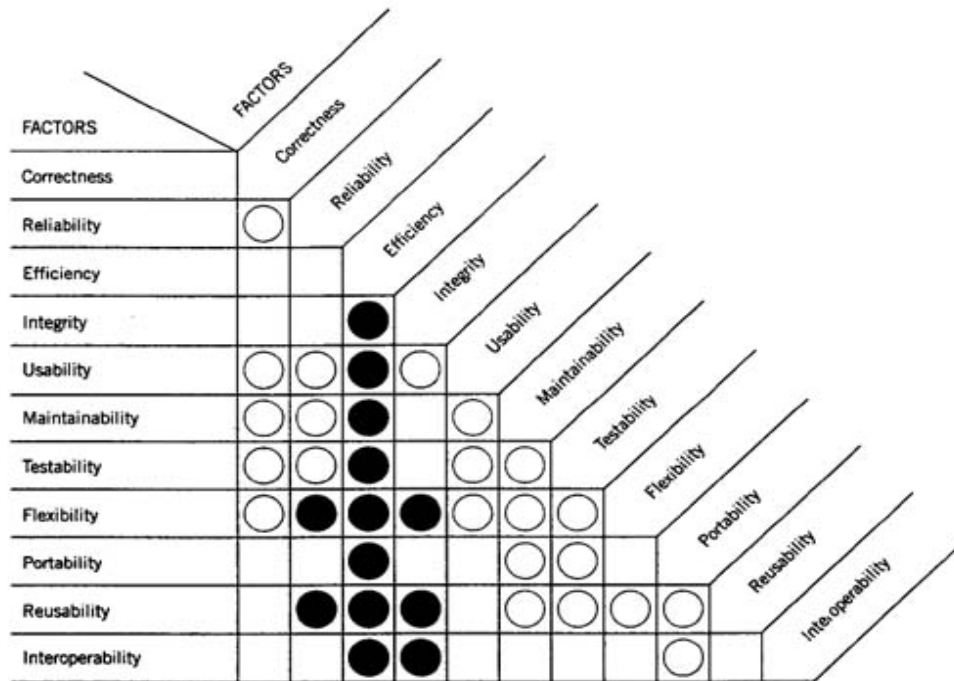 FACTORS
Correctness
Reliability
Efficiency
Integrity
Usability
Maintainability
Testability
Flexibility
Portability
Reusability
Interoperability
FACTORS
Correctness
Reliability
Efficiency
Integrity
Usability
Maintainability
Testability
Flexibility
Portability
Reusability
Interoperability